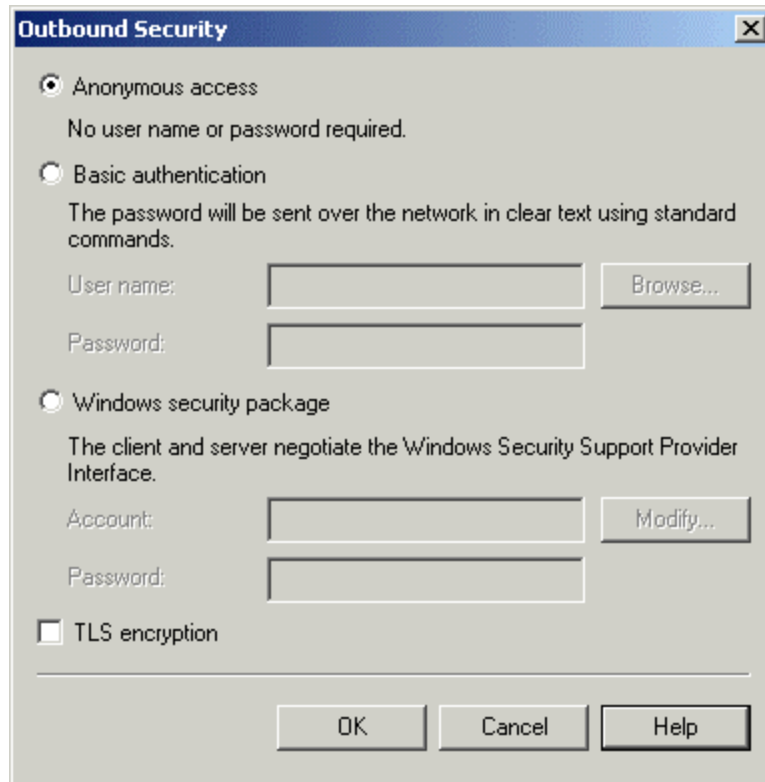 Outbound Security
Anonymous access
No user name or password required.
Basic authentication
The password will be sent over the network in clear text using standard
commands.
User name:
Browse...
Password:
Windows security package
The client and server negotiate the Windows Security Support Provider
Interface.
Account:
Modify...
Password:
TLS encryption
OK
Cancel
Help